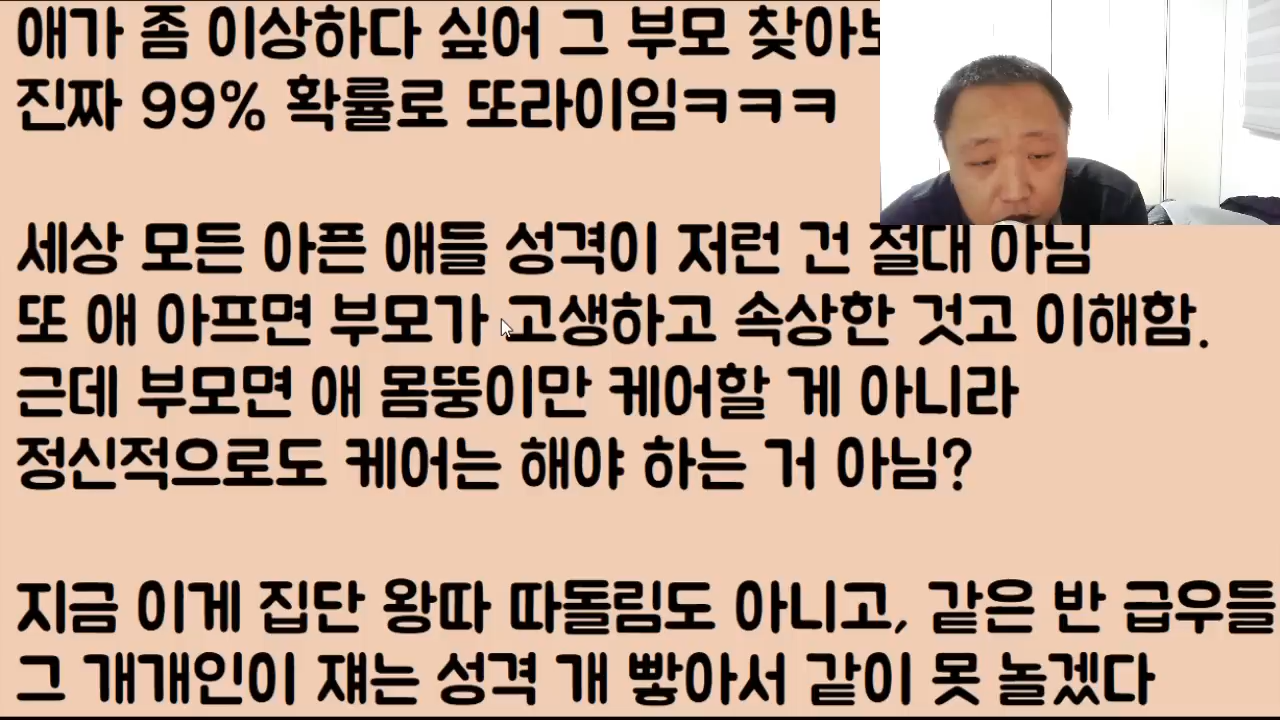 애가 좀 이상하다 싶어 그 부모 찾아보
진짜 99% 확률로 또라이임ㅋㅋㅋ
세상 모든 아픈 애들 성격이 저런 건 절대 아님
또 애 아프면 부모가 고생하고 속상한 것고 이해함.
근데 부모면 애 몸뚱이만 케어할 게 아니라
정신적으로도 케어는 해야 하는 거 아님?
지금 이게 집단 왕따 따돌림도 아니고, 같은 반 급우들
그 개개인이 쟤는 성격 개 빻아서 같이 못 놀겠다